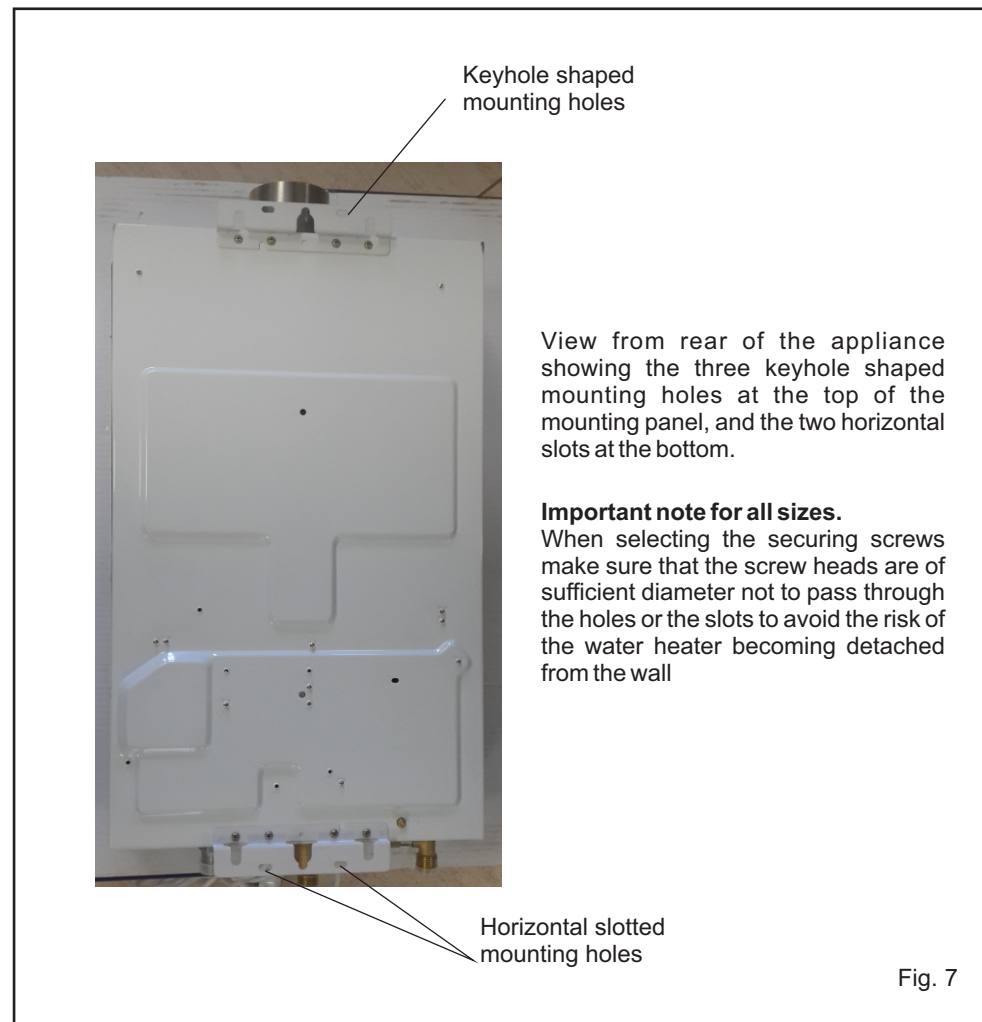 Keyhole shaped
mounting holes
View from rear of the appliance
showing the three keyhole shaped
mounting holes at the top of the
mounting panel, and the two horizontal
slots at the bottom.
Important note for all sizes.
When selecting the securing screws
make sure that the screw heads are of
sufficient diameter not to pass through
the holes or the slots to avoid the risk of
the water heater becoming detached
from the wall
Horizontal slotted
mounting holes
Fig. 7